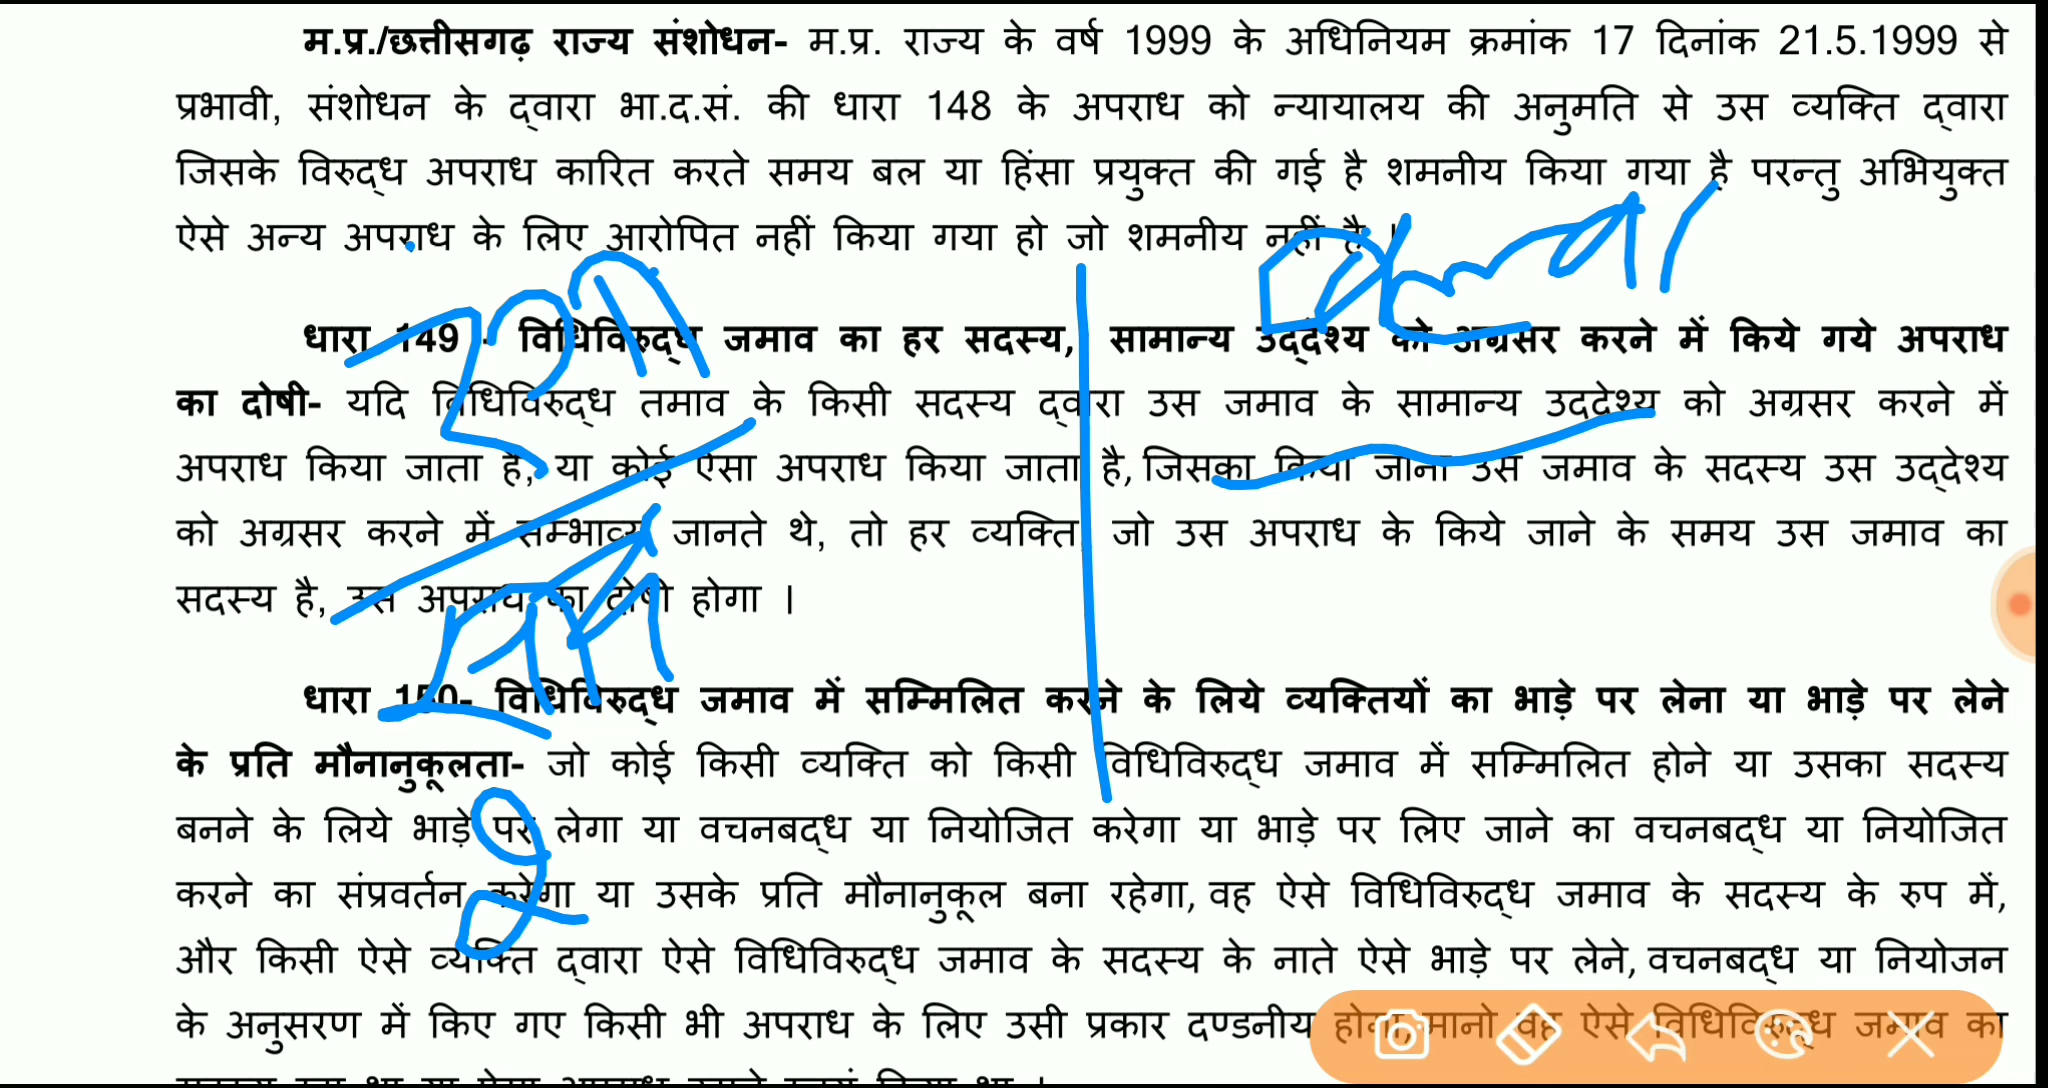 म.प्र./छत्तीसगढ़ राज्य संशोधन- म.प्र. राज्य के वर्ष 1999 के अधिनियम क्रमांक 17 दिनांक 21.5.1999 से
प्रभावी, संशोधन के द्वारा भा.द.सं. की धारा 148 के अपराध को न्यायालय की अनुमति से उस व्यक्ति द्वारा
जिसके विरुद्ध अपराध कारित करते समय बल या हिंसा प्रयुक्त की गई है शमनीय किया गया है परन्तु अभियुक्त
ऐसे अन्य अपराध के लिए आरोपित नहीं किया गया हो जो शमनीय नहीं है ।
धारा 149 - विधिविरुद्ध जमाव का हर सदस्य, सामान्य उद्देश्य को अग्रसर करने में किये गये अपराध
का दोषी- यदि विधिविरुद्ध तमाव के किसी सदस्य द्वारा उस जमाव के सामान्य उद्देश्य को अग्रसर करने में
अपराध किया जाता है, या कोई ऐसा अपराध किया जाता है, जिसका किया जाना उस जमाव के सदस्य उस उद्देश्य
को अग्रसर करने में सम्भाव्य जानते थे, तो हर व्यक्ति जो उस अपराध के किये जाने के समय उस जमाव का
सदस्य है, उस अपराध का दोषी होगा ।
धारा 150- विधिविरुद्ध जमाव में सम्मिलित करने के लिये व्यक्तियों का भाड़े पर लेना या भाड़े पर लेने
के प्रति मौनानुकूलता- जो कोई किसी व्यक्ति को किसी विधिविरुद्ध जमाव में सम्मिलित होने या उसका सदस्य
बनने के लिये भाड़े पर लेगा या वचनबद्ध या नियोजित करेगा या भाड़े पर लिए जाने का वचनबद्ध या नियोजित
करने का संप्रवर्तन करेगा या उसके प्रति मौनानुकूल बना रहेगा, वह ऐसे विधिविरुद्ध जमाव के सदस्य के रुप में,
और किसी ऐसे व्यक्ति द्वारा ऐसे विधिविरुद्ध जमाव के सदस्य के नाते ऐसे भाड़े पर लेने, वचनबद्ध या नियोजन
के अनुसरण में किए गए किसी भी अपराध के लिए उसी प्रकार दण्डनीय होगा, मानो वह ऐसे विधिविरुद्ध जमाव का